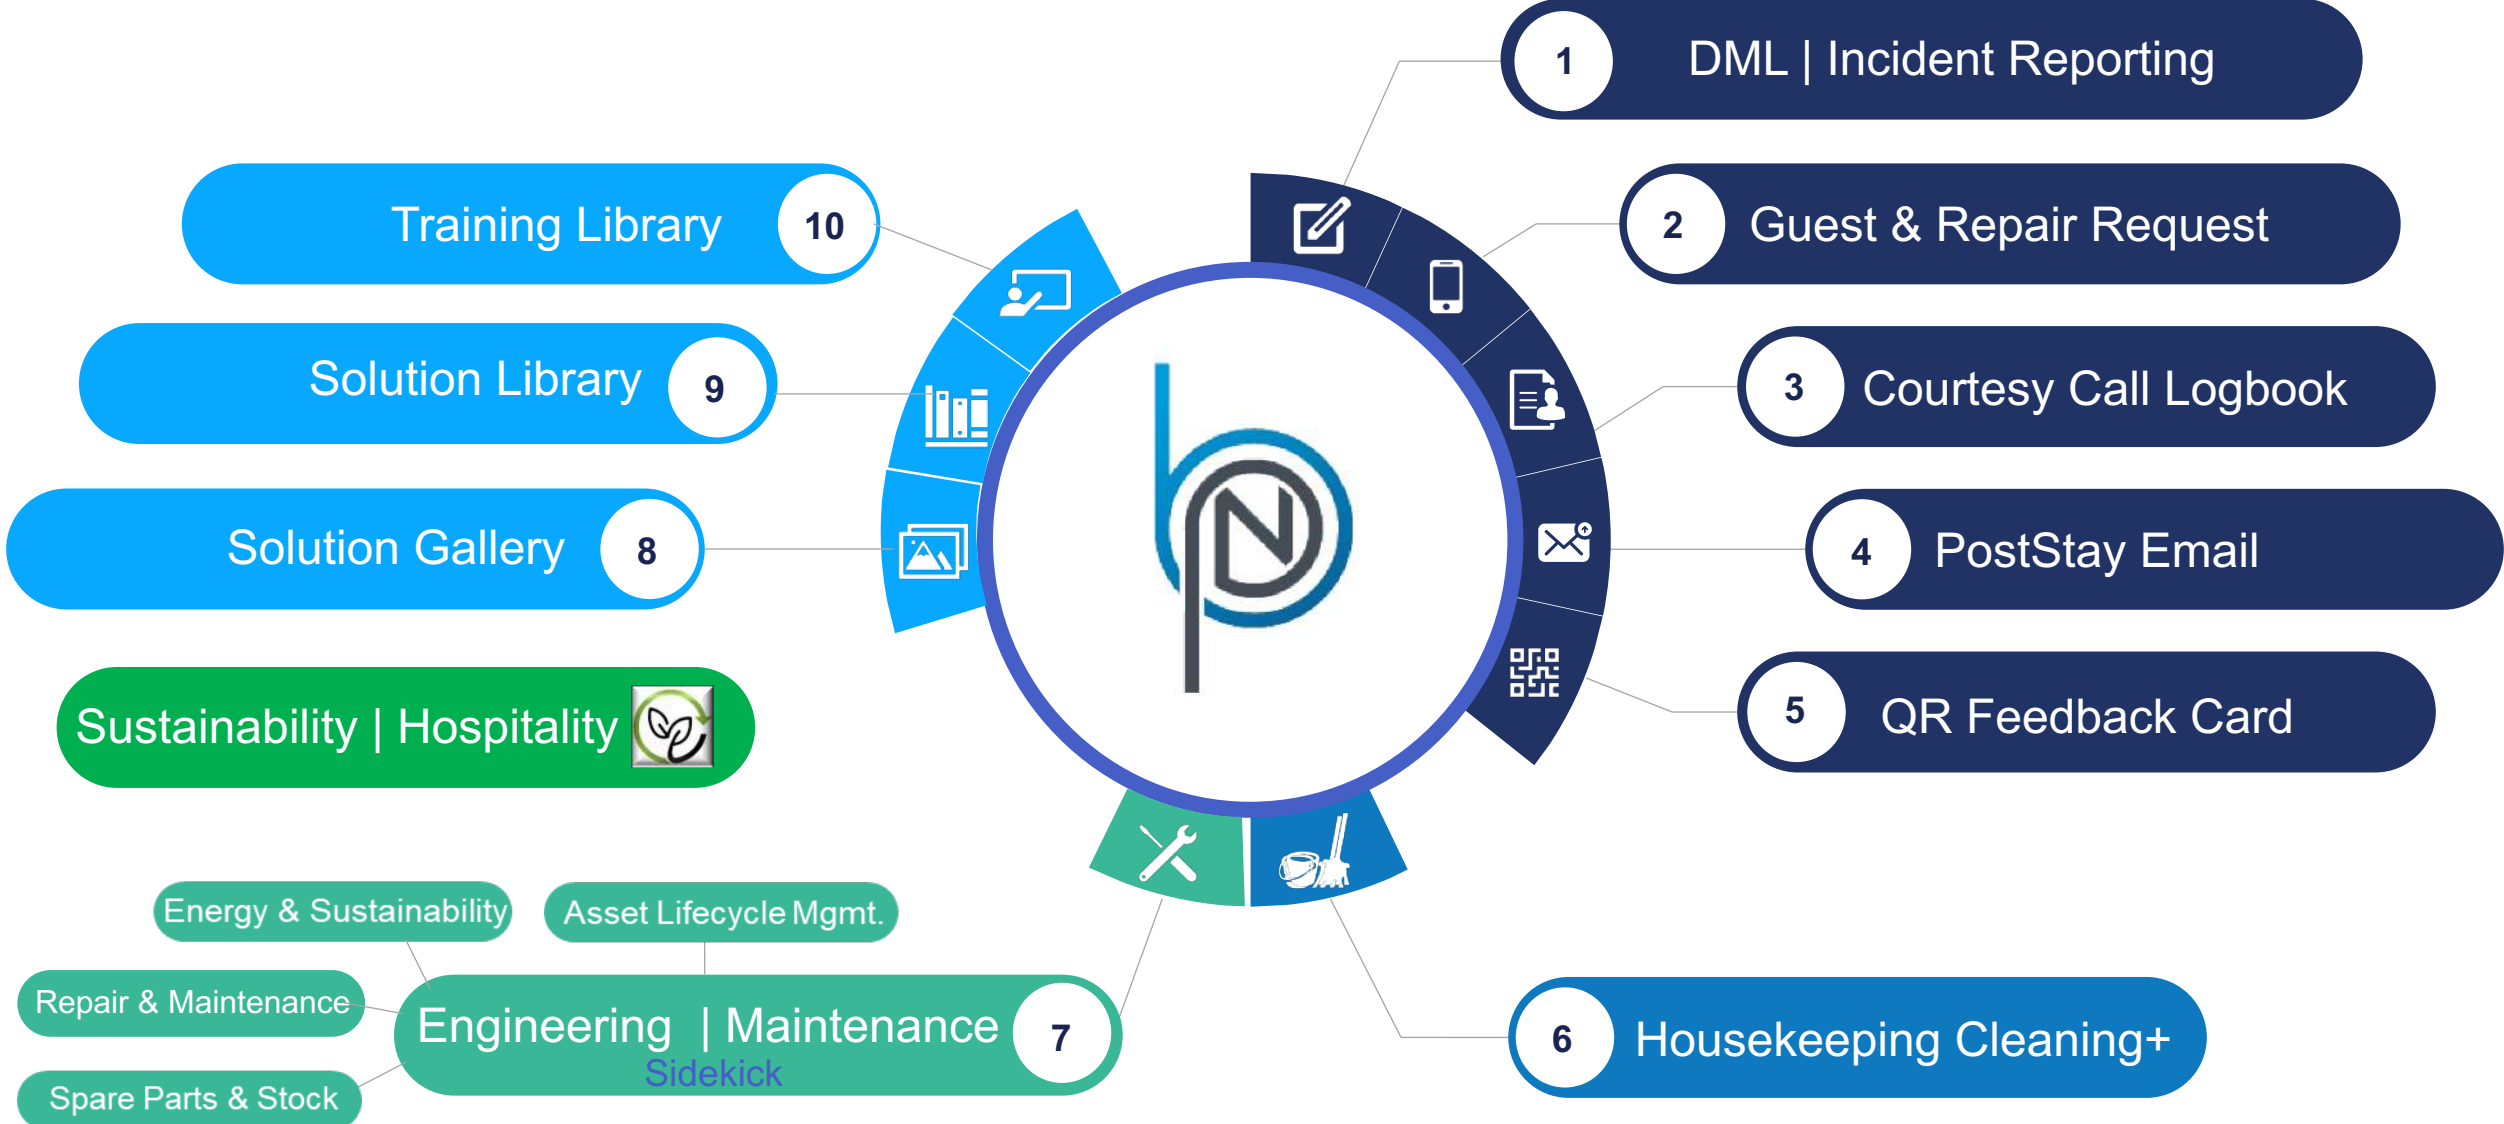 1 DML | Incident Reporting
2 Guest & Repair Request
3 Courtesy Call Logbook
4 PostStay Email
5 QR Feedback Card
6 Housekeeping Cleaning+
Engineering | Maintenance 7
Sidekick
Energy & Sustainability
Asset Lifecycle Mgmt.
Repair & Maintenance
Spare Parts & Stock
Sustainability | Hospitality
Solution Gallery 8
Solution Library 9
Training Library 10